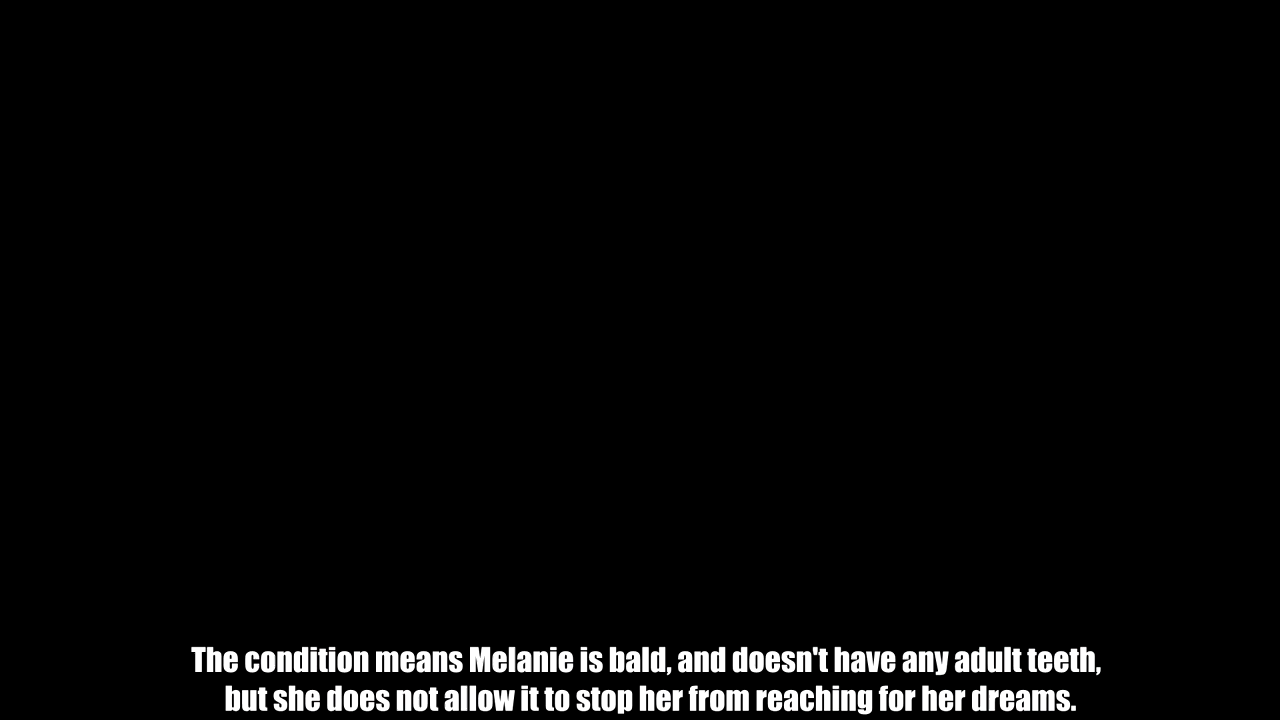 The condition means Melanie is bald, and doesn't have any adult teeth,
but she does not allow it to stop her from reaching for her dreams.